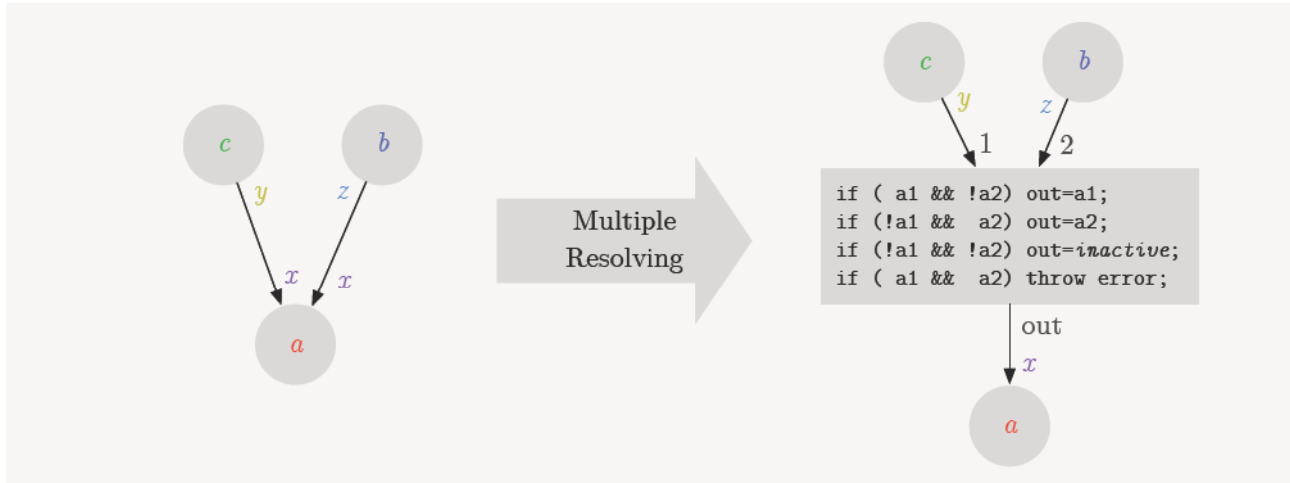 c
b
y
z
x
x
a
Multiple
Resolving
c
b
y
z
1
2
if ( a1 && !a2) out=a1;
if (!a1 &&  a2) out=a2;
if (!a1 && !a2) out=inactive;
if ( a1 &&  a2) throw error;
out
x
a